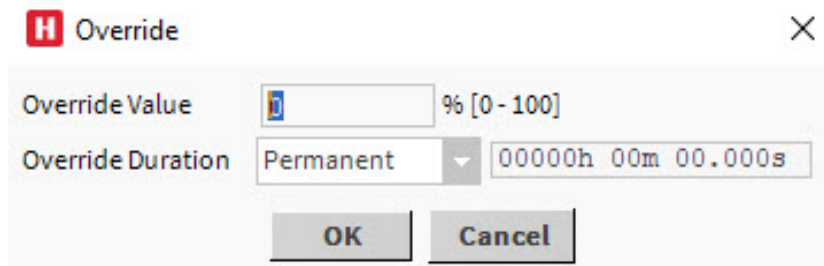 H Override
Override Value 0 % [0 - 100]
Override Duration Permanent 00000h 00m 00.000s
OK Cancel